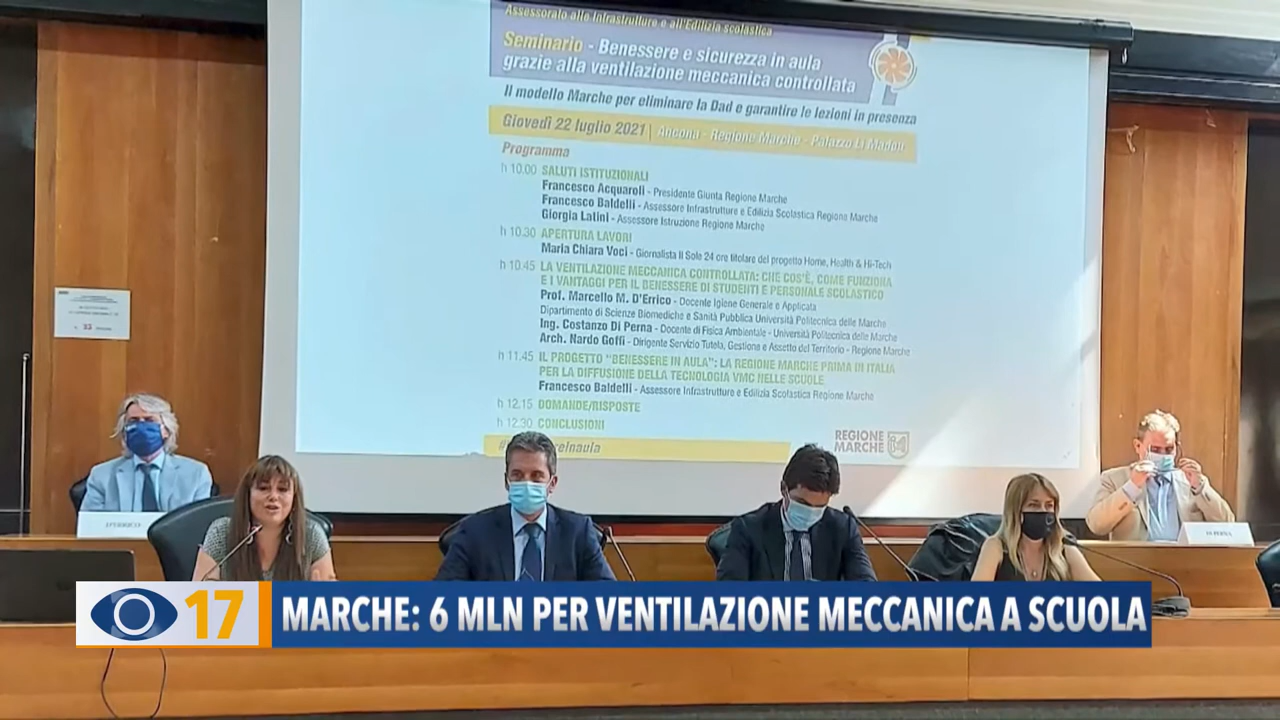 Assessorato alle Infrastrutture e all'Edilizia scolastica
Seminario - Benessere e sicurezza in aula
grazie alla ventilazione meccanica controllata
Il modello Marche per eliminare la Dad e garantire le lezioni in presenza
Giovedì 22 luglio 2021 | Ancona - Regione Marche - Palazzo Li Madou
Programma
h 10.00 SALUTI ISTITUZIONALI
Francesco Acquaroli - Presidente Giunta Regione Marche
Francesco Baldelli - Assessore Infrastrutture e Edilizia Scolastica Regione Marche
Giorgia Latini - Assessore Istruzione Regione Marche
h 10.30 APERTURA LAVORI
Maria Chiara Voci - Giornalista Il Sole 24 ore titolare del progetto Home, Health & Hi-Tech
h 10.45 LA VENTILAZIONE MECCANICA CONTROLLATA: CHE COS'È, COME FUNZIONA
E I VANTAGGI PER IL BENESSERE DI STUDENTI E PERSONALE SCOLASTICO
Prof. Marcello M. D'Errico - Docente Igiene Generale e Applicata
Dipartimento di Scienze Biomediche e Sanità Pubblica Università Politecnica delle Marche
Ing. Costanzo Di Perna - Docente di Fisica Ambientale - Università Politecnica delle Marche
Arch. Nardo Goffi - Dirigente Servizio Tutela, Gestione e Assetto del Territorio - Regione Marche
h 11.45 IL PROGETTO "BENESSERE IN AULA": LA REGIONE MARCHE PRIMA IN ITALIA
PER LA DIFFUSIONE DELLA TECNOLOGIA VMC NELLE SCUOLE
Francesco Baldelli - Assessore Infrastrutture e Edilizia Scolastica Regione Marche
h 12.15 DOMANDE/RISPOSTE
h 12.30 CONCLUSIONI
REGIONE
MARCHE
D'ERRICO
DI PERNA
17 MARCHE: 6 MLN PER VENTILAZIONE MECCANICA A SCUOLA